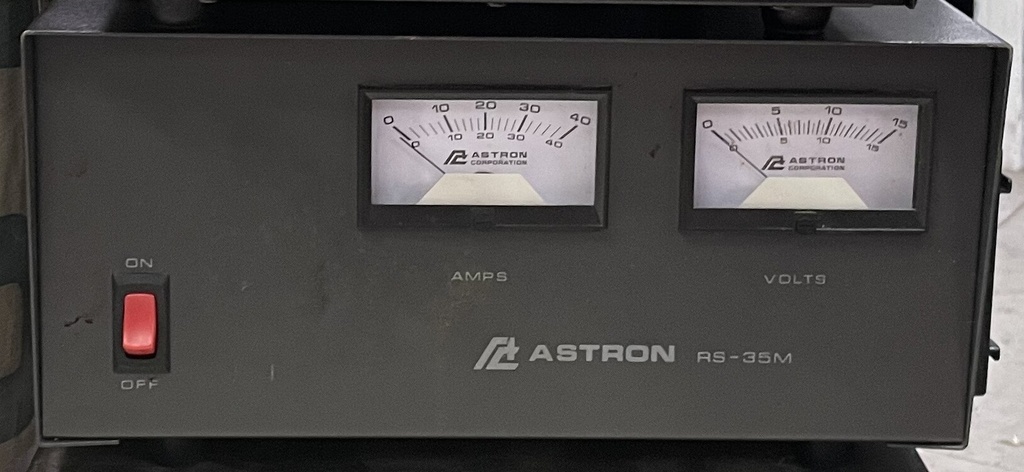 0 10 20 30 40
0 10 20 30 40
ASTRON
CORPORATION
0 5 10 15
0 5 10 15
ASTRON
CORPORATION
AMPS
VOLTS
ON
OFF
ASTRON RS-35M